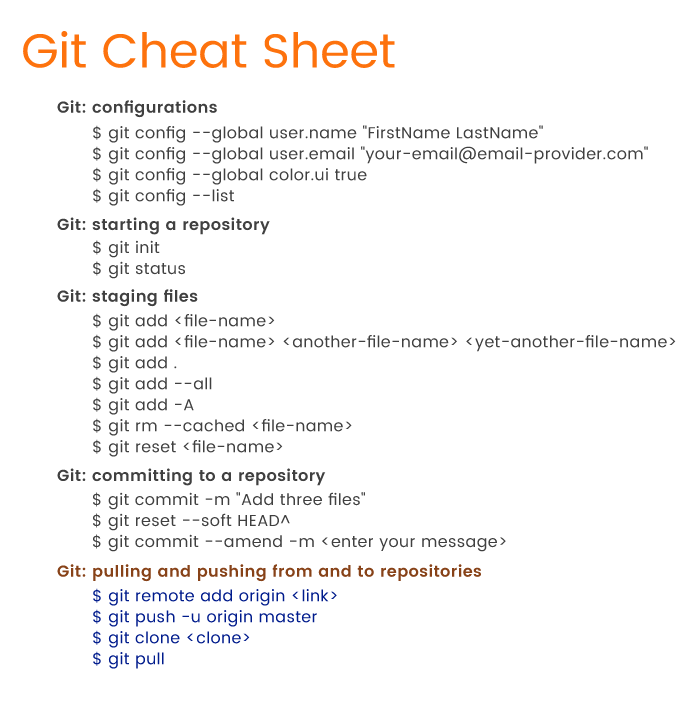 Git Cheat Sheet
Git: configurations
$ git config --global user.name "FirstName LastName"
$ git config --global user.email "your-email@email-provider.com"
$ git config --global color.ui true
$ git config --list
Git: starting a repository
$ git init
$ git status
Git: staging files
$ git add <file-name>
$ git add <file-name> <another-file-name> <yet-another-file-name>
$ git add .
$ git add --all
$ git add -A
$ git rm --cached <file-name>
$ git reset <file-name>
Git: committing to a repository
$ git commit -m "Add three files"
$ git reset --soft HEAD^
$ git commit --amend -m <enter your message>
Git: pulling and pushing from and to repositories
$ git remote add origin <link>
$ git push -u origin master
$ git clone <clone>
$ git pull